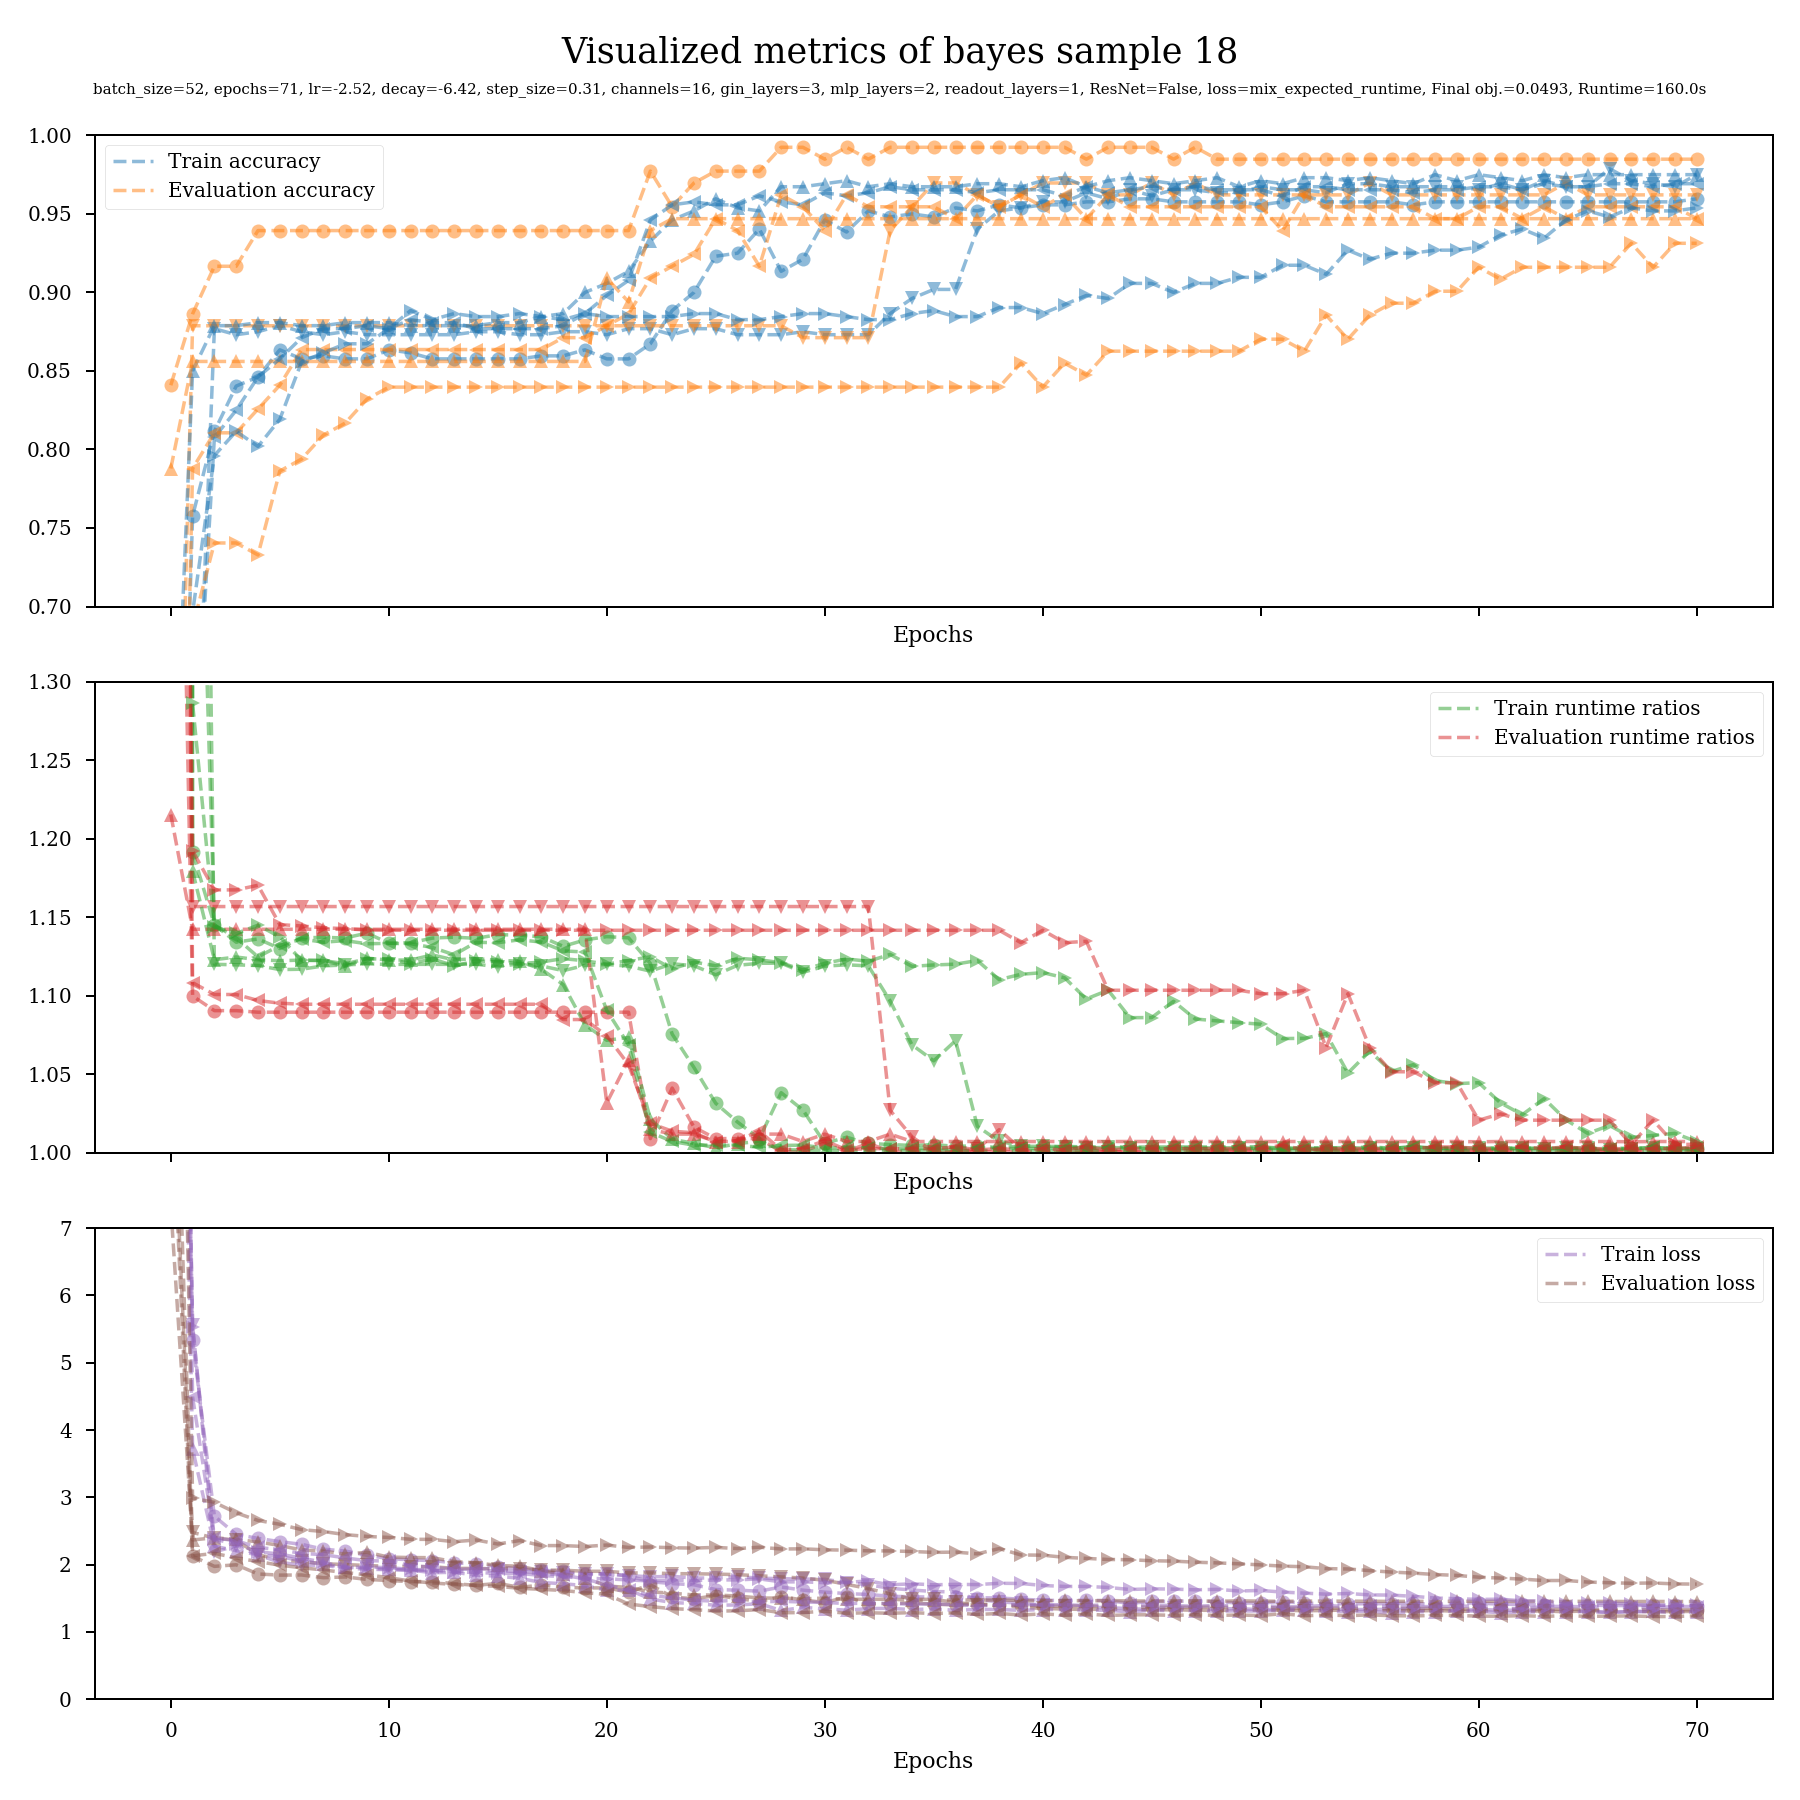 Visualized metrics of bayes sample 18
batch_size=52, epochs=71, lr=-2.52, decay=-6.42, step_size=0.31, channels=16, gin_layers=3, mlp_layers=2, readout_layers=1, ResNet=False, loss=mix_expected_runtime, Final obj.=0.0493, Runtime=160.0s
1.00
0.95
0.90
0.85
0.80
0.75
0.70
Train accuracy
Evaluation accuracy
Epochs
1.30
1.25
1.20
1.15
1.10
1.05
1.00
Train runtime ratios
Evaluation runtime ratios
Epochs
7
6
5
4
3
2
1
0
Train loss
Evaluation loss
0 10 20 30 40 50 60 70
Epochs